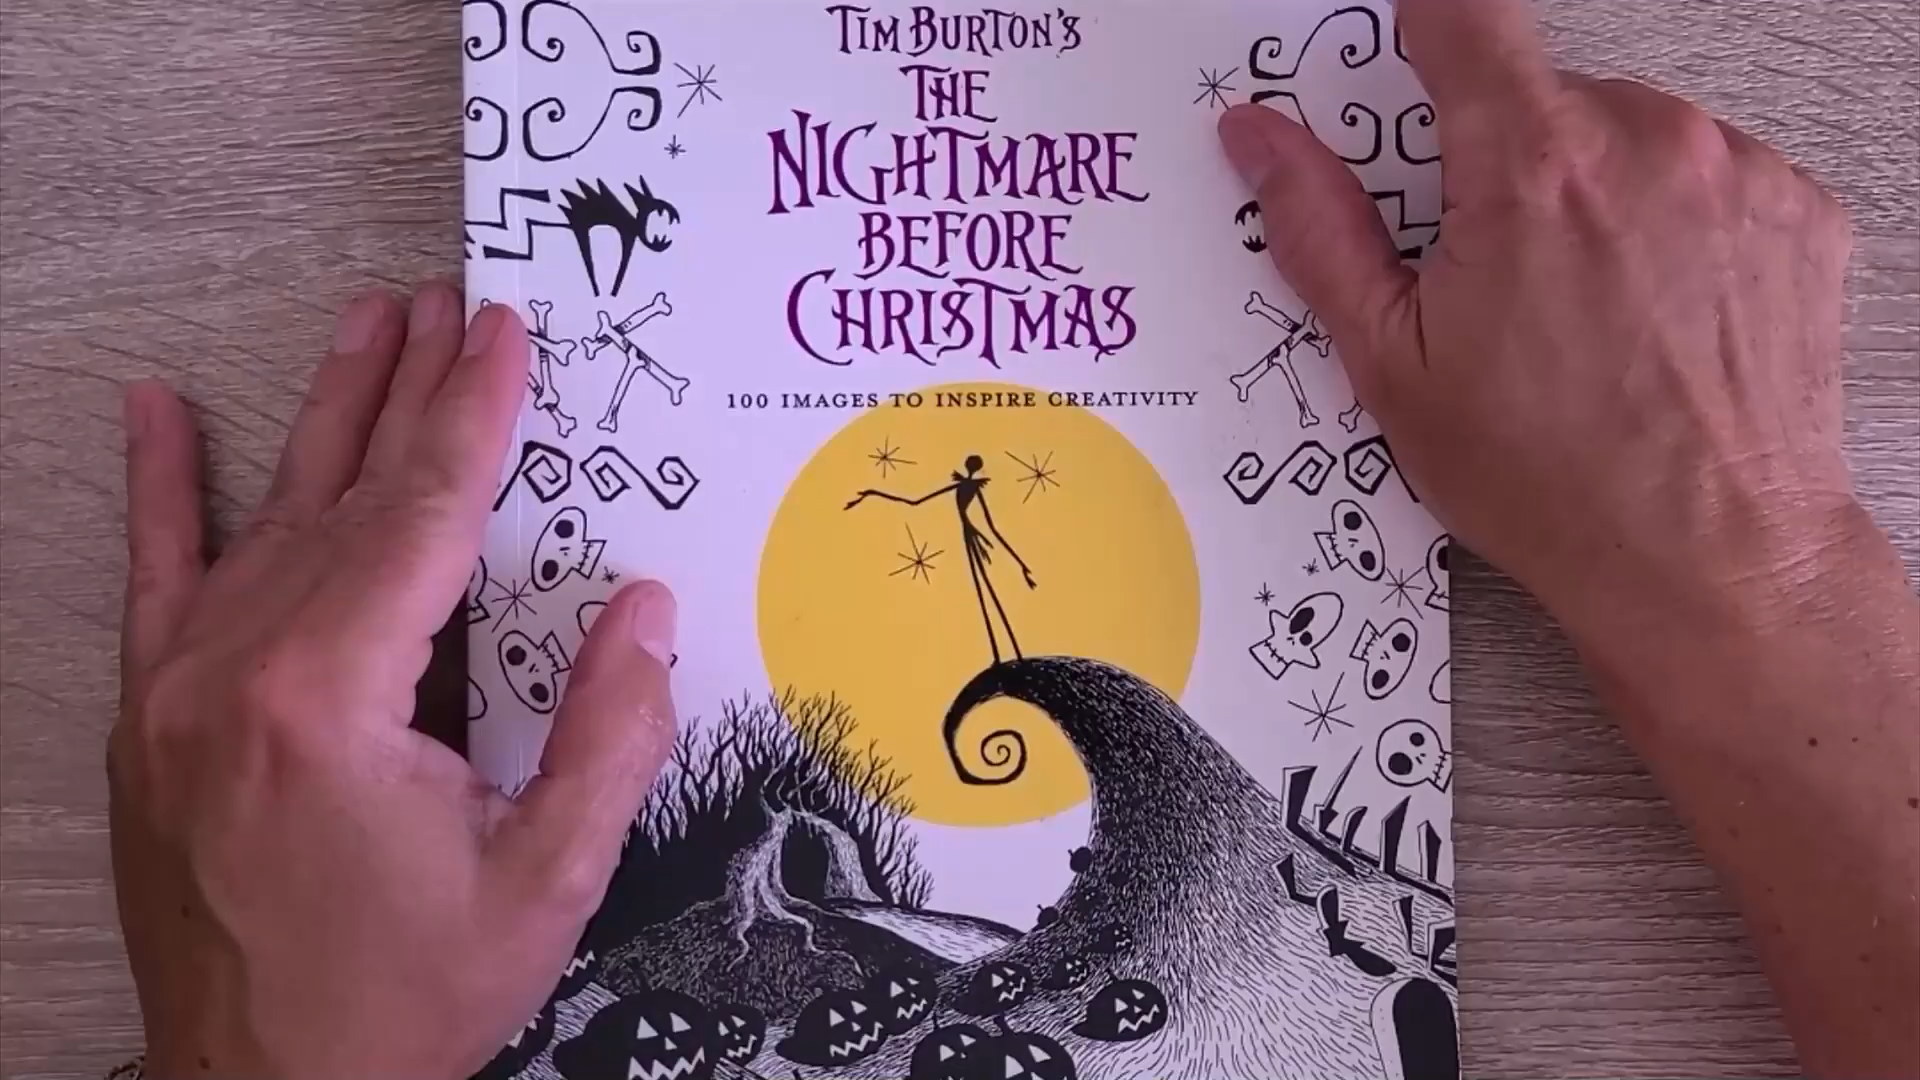 TIM BURTON'S
THE
NIGHTMARE
BEFORE
CHRISTMAS
100 IMAGES TO INSPIRE CREATIVITY